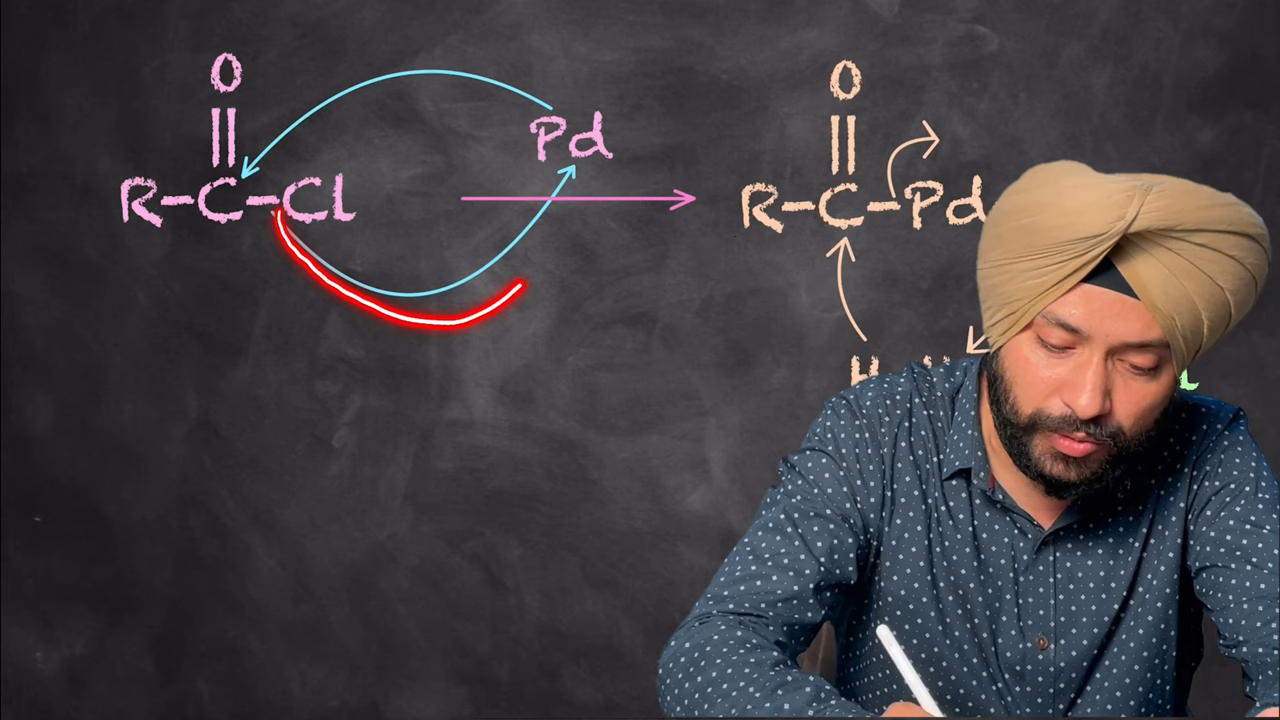 O
||
R-C-Cl
Pd
O
||
R-C-Pd
H